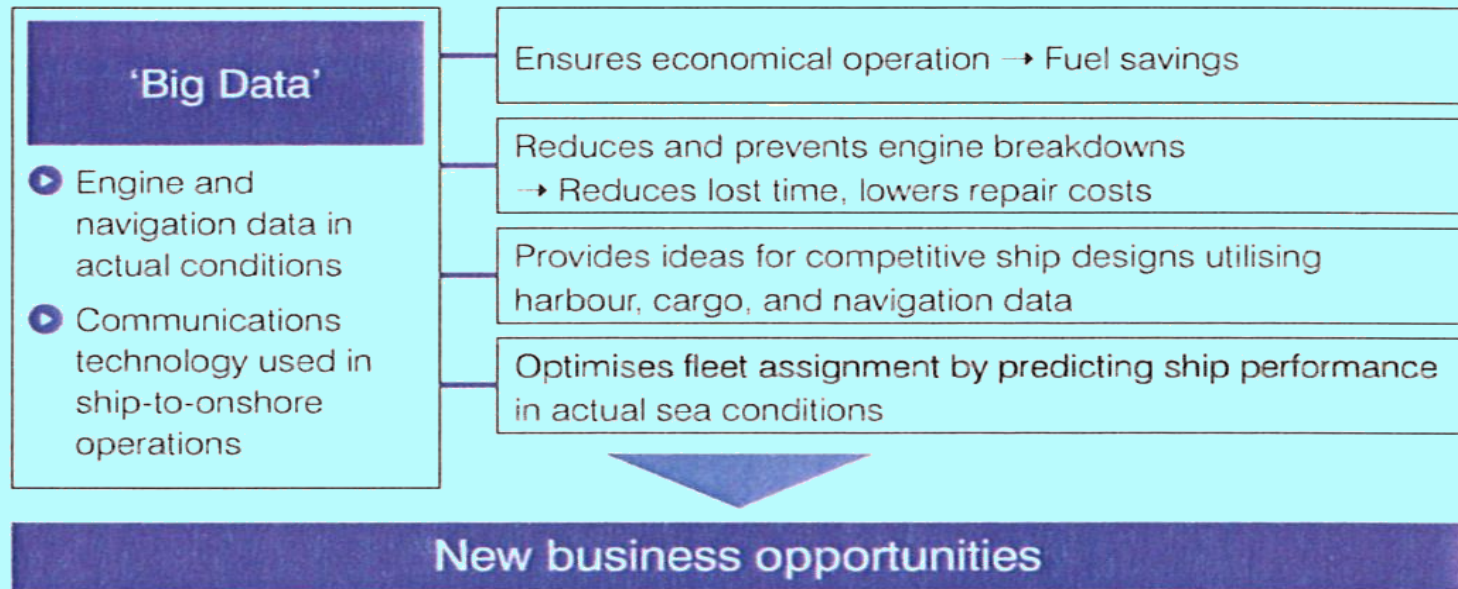 'Big Data'
Engine and
navigation data in
actual conditions
Communications
technology used in
ship-to-onshore
operations
Ensures economical operation → Fuel savings
Reduces and prevents engine breakdowns
→ Reduces lost time, lowers repair costs
Provides ideas for competitive ship designs utilising
harbour, cargo, and navigation data
Optimises fleet assignment by predicting ship performance
in actual sea conditions
New business opportunities